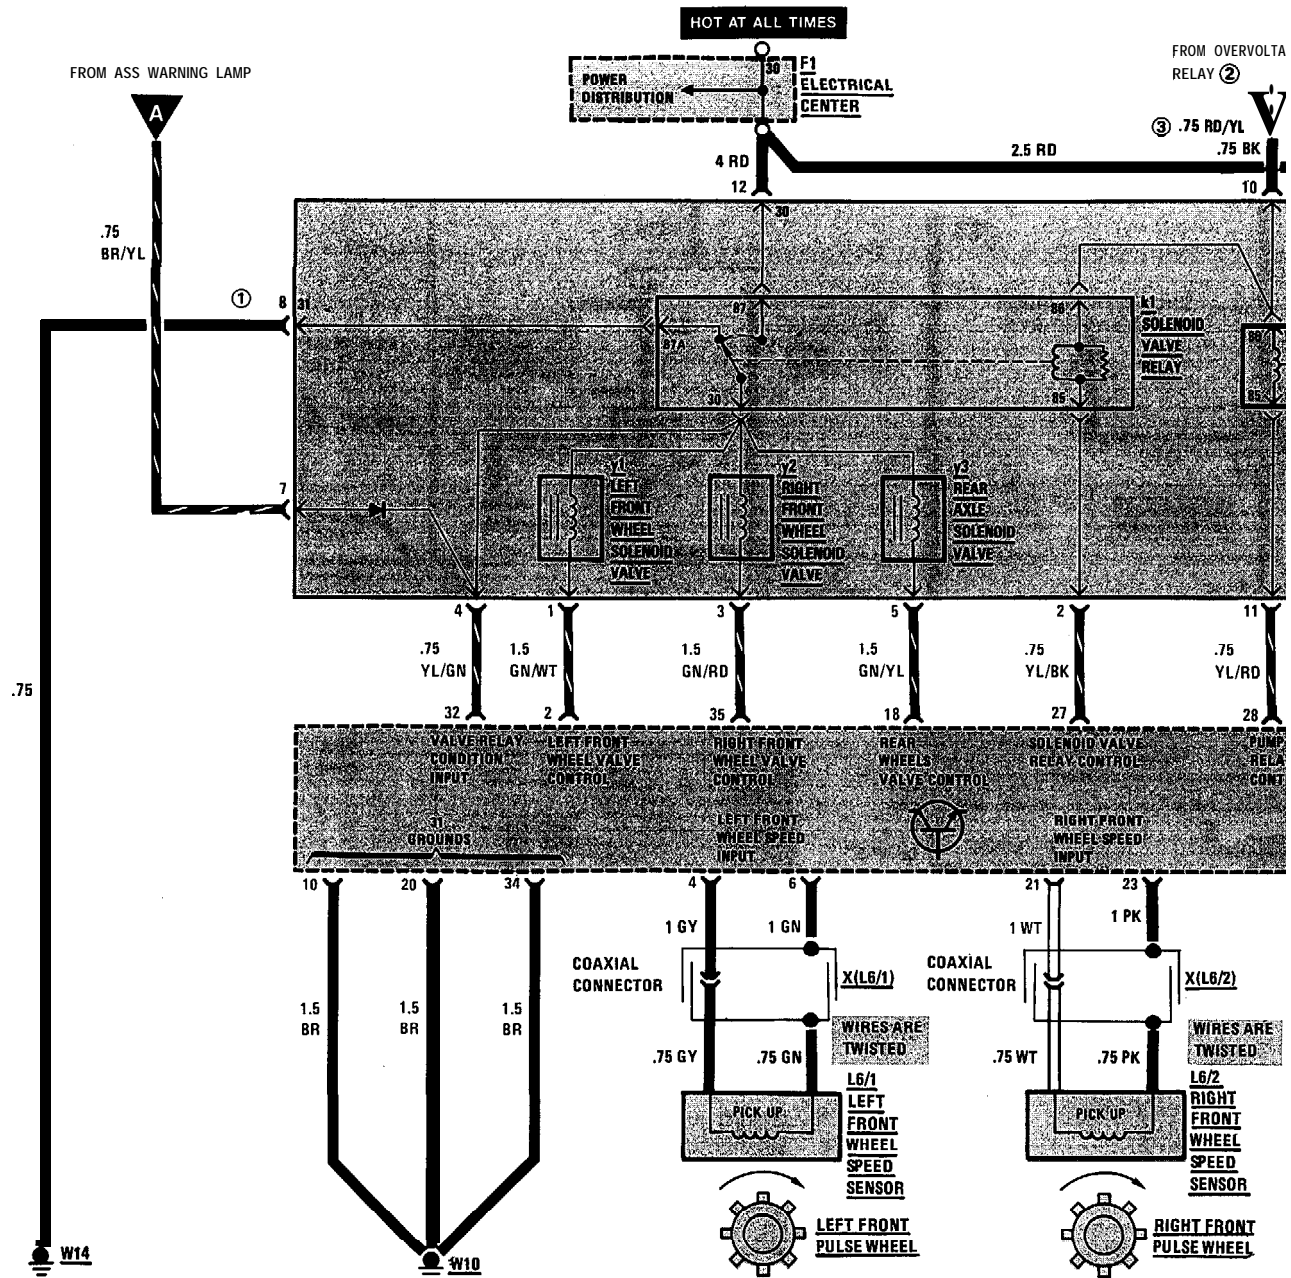 HOT AT ALL TIMES
FROM ASS WARNING LAMP
A
POWER
DISTRIBUTION
30
F1
ELECTRICAL
CENTER
FROM OVERVOLTA
RELAY ②
③ .75 RD/YL
.75 BK
2.5 RD
4 RD
12
10
30
.75
BR/YL
①
8
31
87
86
k1
SOLENOID
VALVE
RELAY
87A
30
85
86
85
7
y1
LEFT
FRONT
WHEEL
SOLENOID
VALVE
y2
RIGHT
FRONT
WHEEL
SOLENOID
VALVE
y3
REAR
AXLE
SOLENOID
VALVE
4
1
3
5
2
11
.75
YL/GN
1.5
GN/WT
1.5
GN/RD
1.5
GN/YL
.75
YL/BK
.75
YL/RD
.75
32
2
35
18
27
28
VALVE RELAY
CONDITION
INPUT
LEFT FRONT
WHEEL VALVE
CONTROL
RIGHT FRONT
WHEEL VALVE
CONTROL
REAR
WHEELS
VALVE CONTROL
SOLENOID VALVE
RELAY CONTROL
PUMP
RELA
CONT
31
GROUNDS
LEFT FRONT
WHEEL SPEED
INPUT
RIGHT FRONT
WHEEL SPEED
INPUT
10
20
34
4
6
21
23
1 GY
1 GN
1 WT
1 PK
COAXIAL
CONNECTOR
X(L6/1)
COAXIAL
CONNECTOR
X(L6/2)
1.5
BR
1.5
BR
1.5
BR
WIRES ARE
TWISTED
WIRES ARE
TWISTED
.75 GY
.75 GN
.75 WT
.75 PK
PICK UP
L6/1
LEFT
FRONT
WHEEL
SPEED
SENSOR
PICK UP
L6/2
RIGHT
FRONT
WHEEL
SPEED
SENSOR
LEFT FRONT
PULSE WHEEL
RIGHT FRONT
PULSE WHEEL
W14
W10